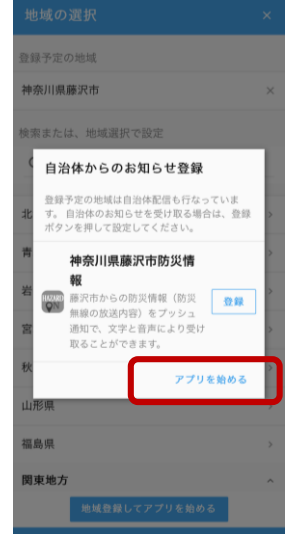 地域の選択 ×
登録予定の地域
神奈川県藤沢市 ×
検索または、地域選択で設定
自治体からのお知らせ登録
登録予定の地域は自治体配信も行なっていま
す。自治体のお知らせを受け取る場合は、登録
ボタンを押して設定してください。
北
青
神奈川県藤沢市防災情
報
岩
HAZARD
藤沢市からの防災情報（防災
無線の放送内容）をプッシュ
通知で、文字と音声により受け
取ることができます。
登録
宮
秋
アプリを始める
山形県
福島県
関東地方
地域登録してアプリを始める